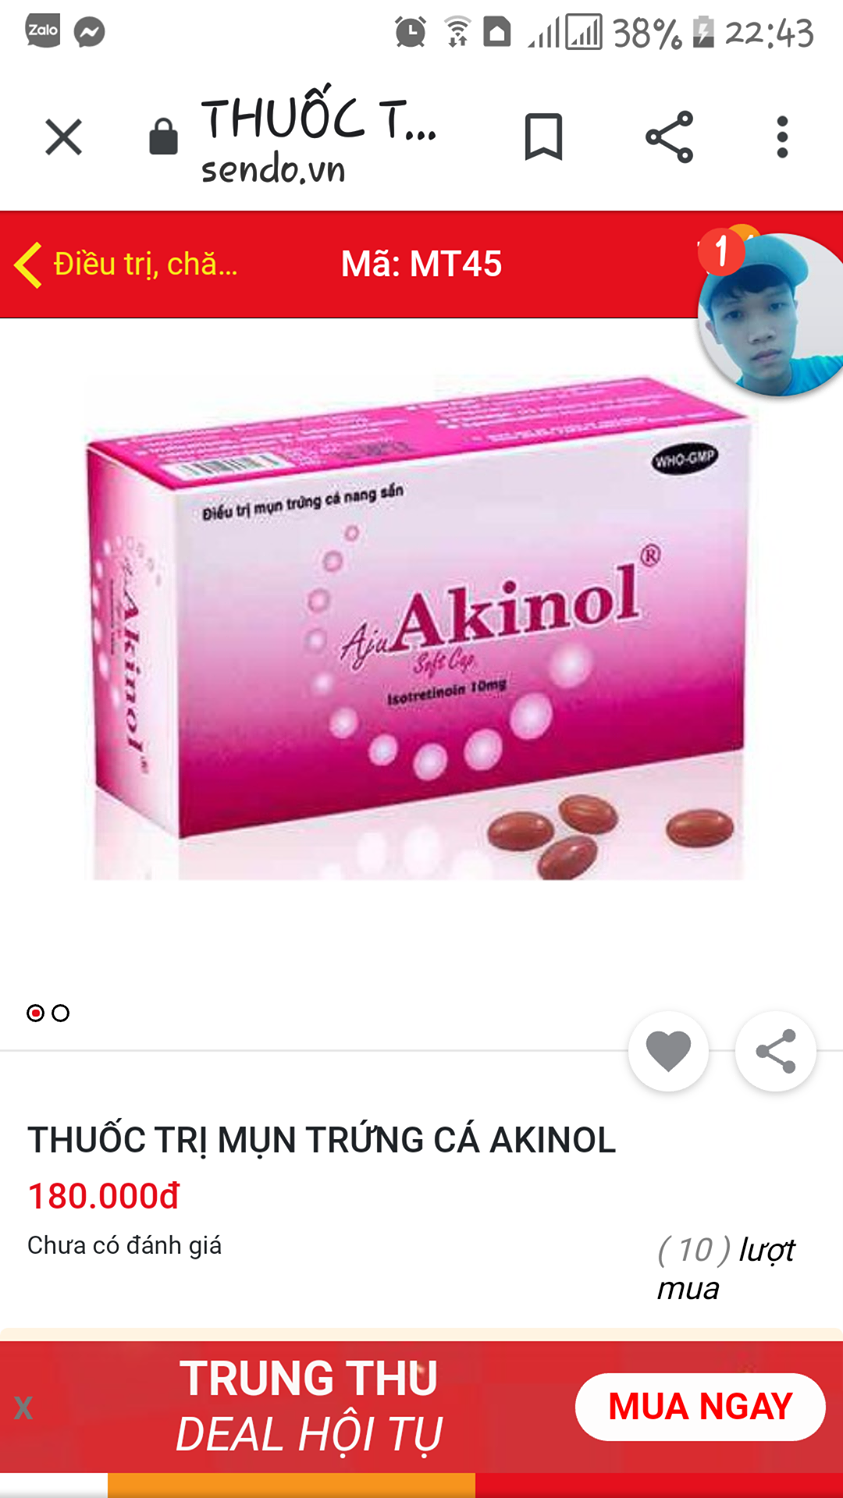 Zalo
38% 22:43
THUỐC T...
sendo.vn
Điều trị, chă...
Mã: MT45
1
WHO-GMP
Điều trị mụn trứng cá nang sần
Aju Akinol®
Soft Cap.
Isotretinoin 10mg
Aju Akinol®
THUỐC TRỊ MỤN TRỨNG CÁ AKINOL
180.000đ
Chưa có đánh giá
( 10 ) lượt
mua
TRUNG THU
DEAL HỘI TỤ
X
MUA NGAY